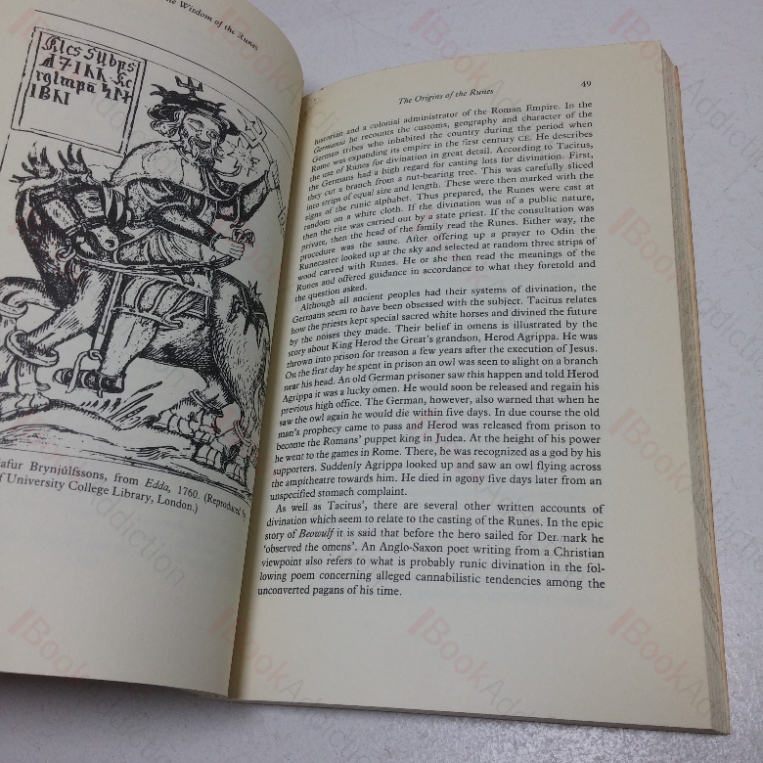 he Wisdom of the Runes
afur Brynjúlfssons, from Edda, 1760. (Reproduced by
f University College Library, London.)
The Origins of the Runes
49
historian and a colonial administrator of the Roman Empire. In the
Germania he recounts the customs, geography and character of the
German tribes who inhabited the country during the period when
Rome was expanding its empire in the first century CE. He describes
the use of Runes for divination in great detail. According to Tacitus,
the Germans had a high regard for casting lots for divination. First,
they cut a branch from a nut-bearing tree. This was carefully sliced
into strips of equal size and length. These were then marked with the
signs of the runic alphabet. Thus prepared, the Runes were cast at
random on a white cloth. If the divination was of a public nature,
then the rite was carried out by a state priest. If the consultation was
private, then the head of the family read the Runes. Either way, the
procedure was the same. After offering up a prayer to Odin the
Runecaster looked up at the sky and selected at random three strips of
wood carved with Runes. He or she then read the meanings of the
Runes and offered guidance in accordance to what they foretold and
the question asked.
Although all ancient peoples had their systems of divination, the
Germans seem to have been obsessed with the subject. Tacitus relates
how the priests kept special sacred white horses and divined the future
by the noises they made. Their belief in omens is illustrated by the
story about King Herod the Great's grandson, Herod Agrippa. He was
thrown into prison for treason a few years after the execution of Jesus.
On the first day he spent in prison an owl was seen to alight on a branch
near his head. An old German prisoner saw this happen and told Herod
Agrippa it was a lucky omen. He would soon be released and regain his
previous high office. The German, however, also warned that when he
saw the owl again he would die within five days. In due course the old
man's prophecy came to pass and Herod was released from prison to
become the Romans' puppet king in Judea. At the height of his power
he went to the games in Rome. There, he was recognized as a god by his
supporters. Suddenly Agrippa looked up and saw an owl flying across
the ampitheatre towards him. He died in agony five days later from an
unspecified stomach complaint.
As well as Tacitus', there are several other written accounts of
divination which seem to relate to the casting of the Runes. In the epic
story of Beowulf it is said that before the hero sailed for Denmark he
'observed the omens'. An Anglo-Saxon poet writing from a Christian
viewpoint also refers to what is probably runic divination in the fol-
lowing poem concerning alleged cannabilistic tendencies among the
unconverted pagans of his time.
BookAddiction